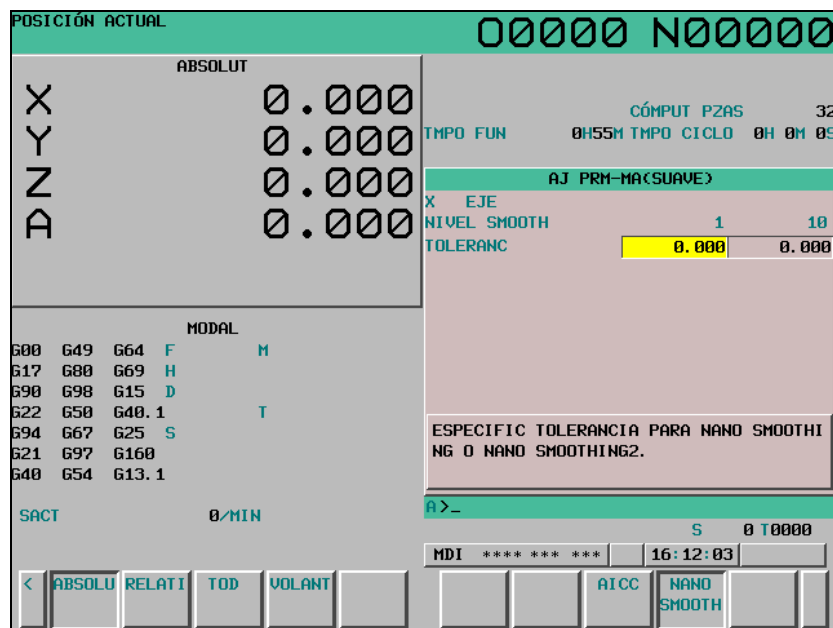 POSICIÓN ACTUAL
O0000 N00000
ABSOLUT
X 0.000
Y 0.000
Z 0.000
A 0.000
CÓMPUT PZAS 32
TMPO FUN 0H55M TMPO CICLO 0H 0M 0S
AJ PRM-MA(SUAVE)
X EJE
NIVEL SMOOTH 1 10
TOLERANC 0.000 0.000
MODAL
G00 G49 G64 F M
G17 G80 G69 H
G90 G98 G15 D
G22 G50 G40.1 T
G94 G67 G25 S
G21 G97 G160
G40 G54 G13.1
SACT 0/MIN
ESPECIFIC TOLERANCIA PARA NANO SMOOTHI
NG O NANO SMOOTHING2.
A>_
S 0 T0000
MDI **** *** *** 16:12:03
< ABSOLU RELATI TOD VOLANT AICC NANO
SMOOTH